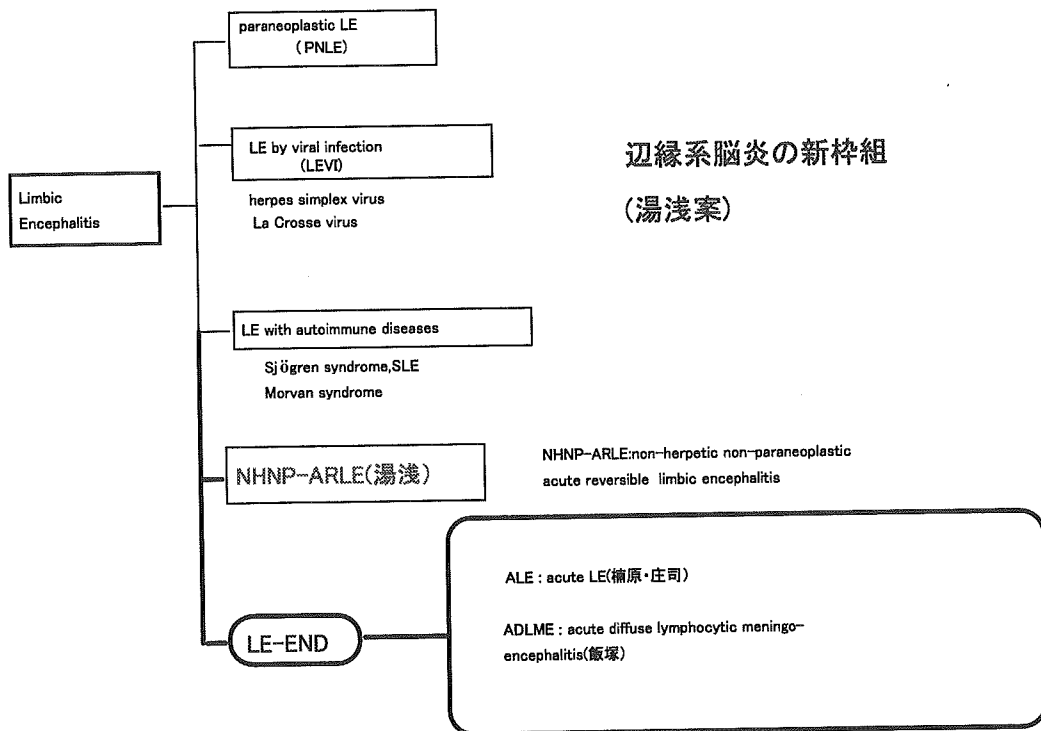 paraneoplastic LE
(PNLE)
LE by viral infection
(LEVI)
herpes simplex virus
La Crosse virus
辺縁系脳炎の新枠組
(湯浅案)
Limbic
Encephalitis
LE with autoimmune diseases
Sjögren syndrome,SLE
Morvan syndrome
NHNP-ARLE(湯浅)
NHNP-ARLE:non-herpetic non-paraneoplastic
acute reversible limbic encephalitis
LE-END
ALE : acute LE(楠原・庄司)
ADLME : acute diffuse lymphocytic meningo-
encephalitis(飯塚)